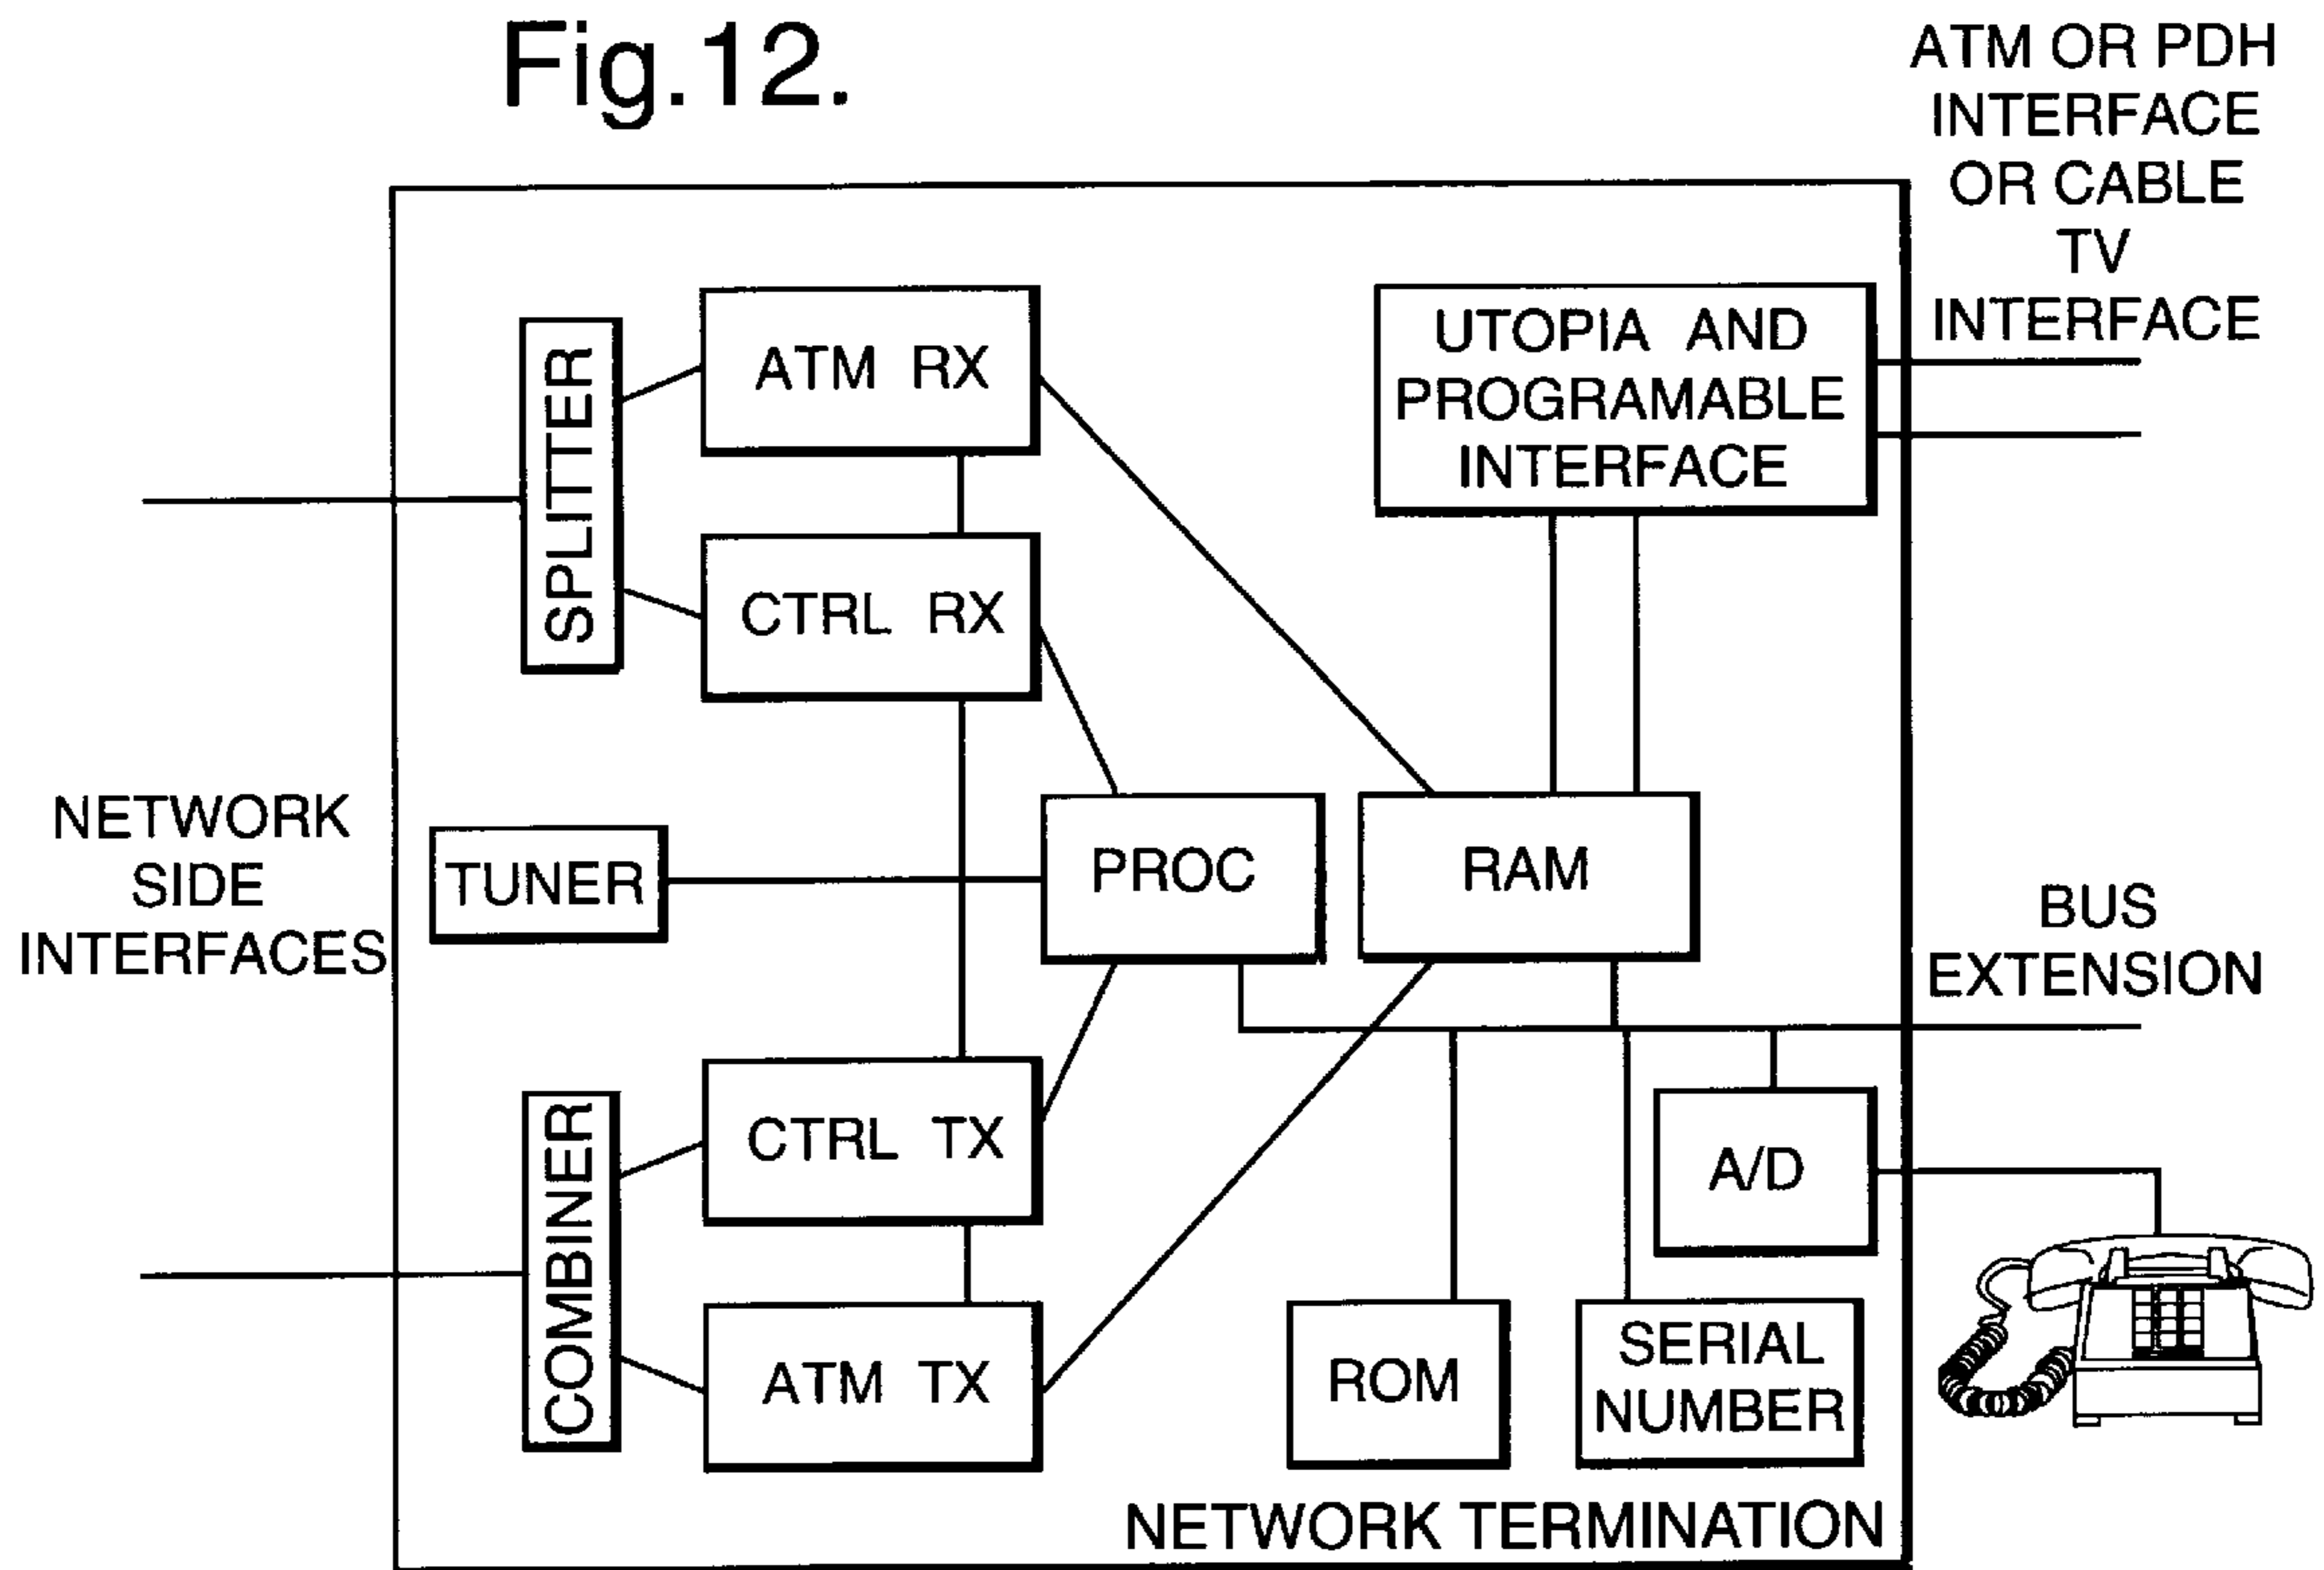 Fig.12.
ATM OR PDH
INTERFACE
OR CABLE
TV
INTERFACE
UTOPIA AND
PROGRAMABLE
INTERFACE
SPLITTER
ATM RX
CTRL RX
NETWORK
SIDE
INTERFACES
TUNER
PROC
RAM
BUS
EXTENSION
COMBINER
CTRL TX
ATM TX
A/D
ROM
SERIAL
NUMBER
NETWORK TERMINATION